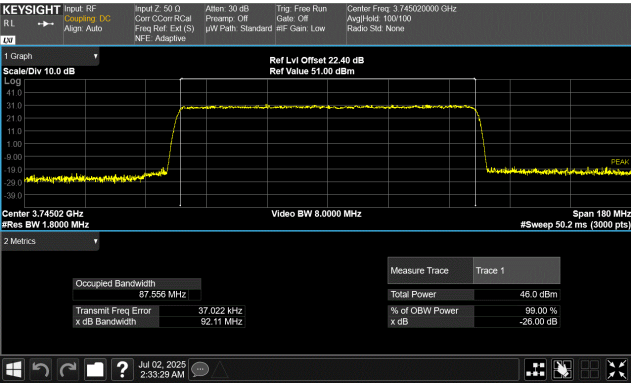 KEYSIGHT
RL
LXI
Input: RF
Coupling: DC
Align: Auto
Input Z: 50 Ω
Corr CCorr RCal
Freq Ref: Ext (S)
NFE: Adaptive
Atten: 30 dB
Preamp: Off
µW Path: Standard
Trig: Free Run
Gate: Off
#IF Gain: Low
Center Freq: 3.745020000 GHz
Avg|Hold: 100/100
Radio Std: None
1 Graph
Scale/Div 10.0 dB
Ref Lvl Offset 22.40 dB
Ref Value 51.00 dBm
Log
41.0
31.0
21.0
11.0
1.00
-9.00
-19.0
-29.0
-39.0
PEAK
Center 3.74502 GHz
Video BW 8.0000 MHz
Span 180 MHz
#Res BW 1.8000 MHz
#Sweep 50.2 ms (3000 pts)
2 Metrics
Occupied Bandwidth
87.556 MHz
Transmit Freq Error 37.022 kHz
x dB Bandwidth 92.11 MHz
Measure Trace Trace 1
Total Power 46.0 dBm
% of OBW Power 99.00 %
x dB -26.00 dB
?
Jul 02, 2025
2:33:29 AM